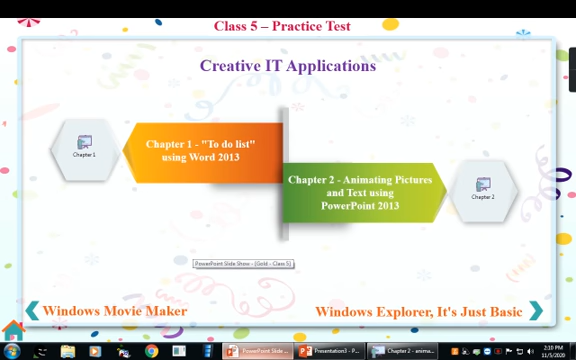 Class 5 – Practice Test
Creative IT Applications
Chapter 1
Chapter 1 - "To do list"
using Word 2013
Chapter 2 - Animating Pictures
and Text using
PowerPoint 2013
Chapter 2
PowerPoint Slide Show - [Gold - Class 5]
Windows Movie Maker
Windows Explorer, It's Just Basic
PowerPoint Slide ...
Presentation3 - P...
Chapter 2 - anima...
2:10 PM
11/5/2020